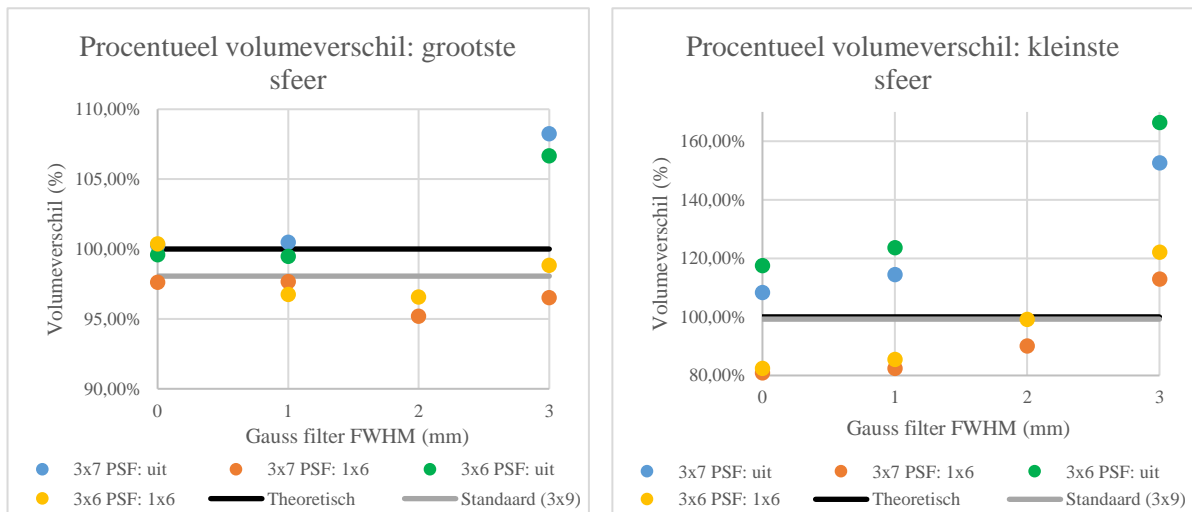 Procentueel volumeverschil: grootste
sfeer
110,00%
105,00%
100,00%
95,00%
90,00%
Volumeverschil (%)
0 1 2 3
Gauss filter FWHM (mm)
3x7 PSF: uit 3x7 PSF: 1x6 3x6 PSF: uit
3x6 PSF: 1x6 Theoretisch Standaard (3x9)
Procentueel volumeverschil: kleinste
sfeer
160,00%
140,00%
120,00%
100,00%
80,00%
Volumeverschil (%)
0 1 2 3
Gauss filter FWHM (mm)
3x7 PSF: uit 3x7 PSF: 1x6 3x6 PSF: uit
3x6 PSF: 1x6 Theoretisch Standaard (3x9)